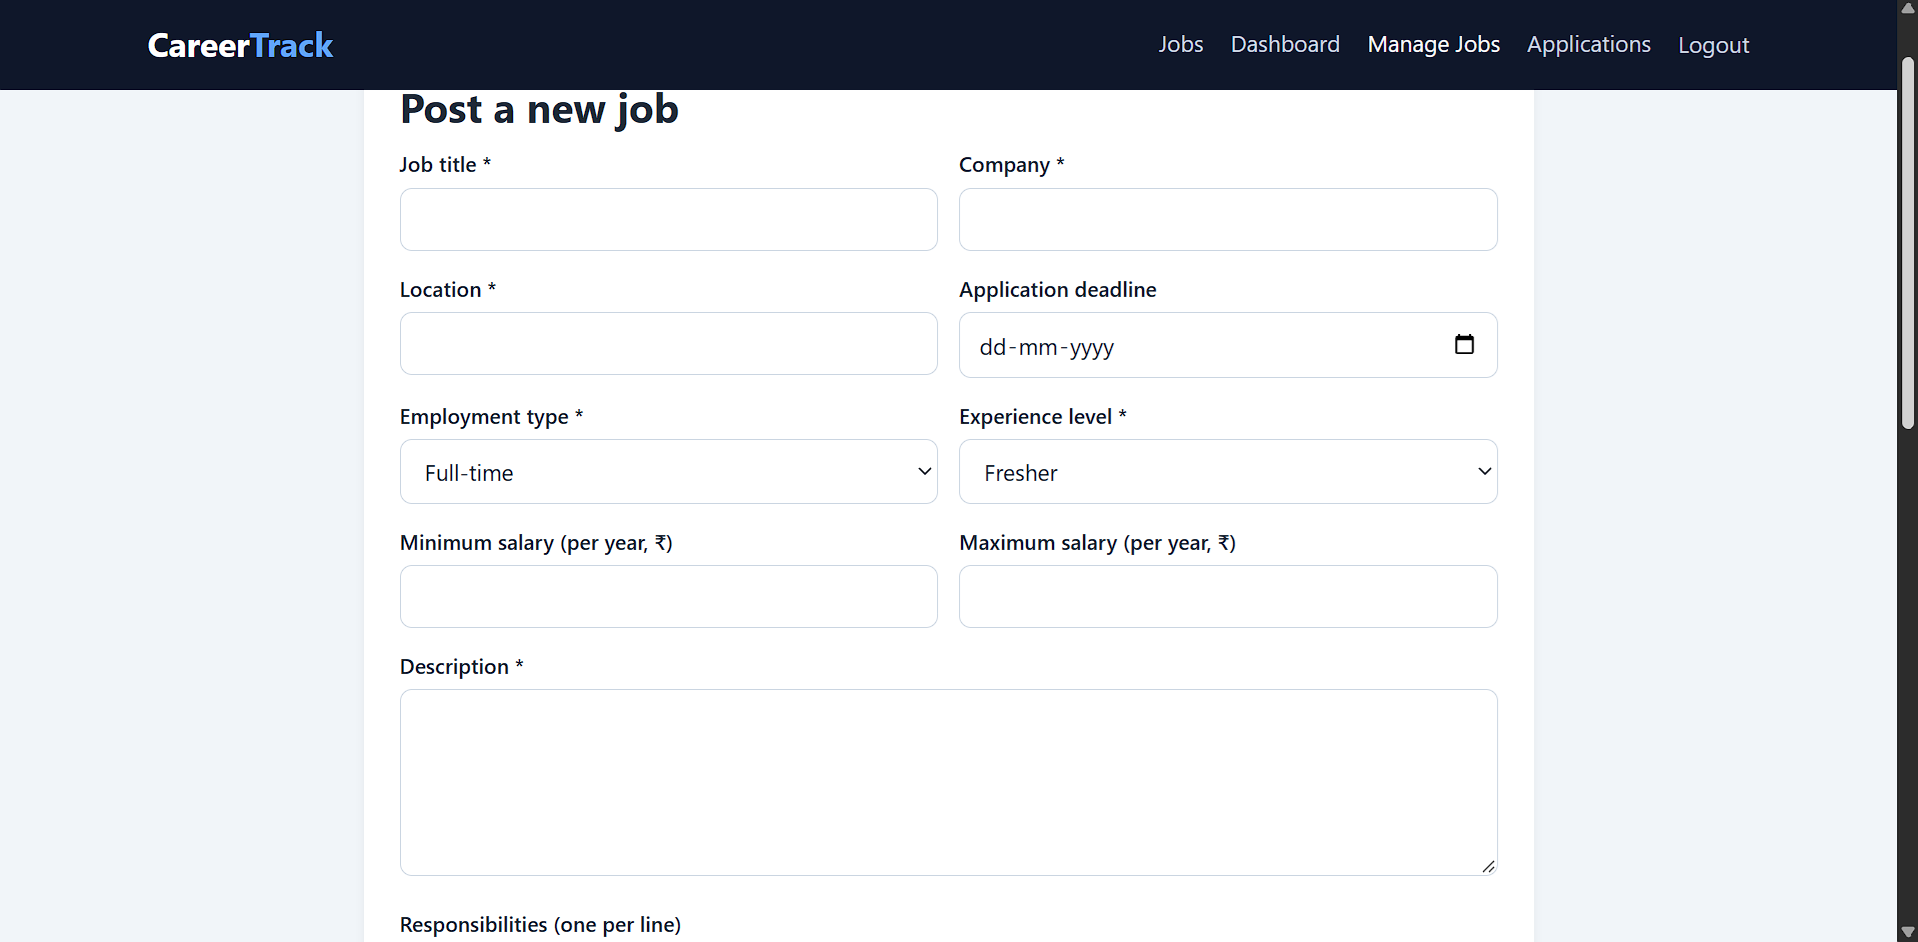 CareerTrack
Jobs Dashboard Manage Jobs Applications Logout
Post a new job
Job title * Company *
Location * Application deadline
dd-mm-yyyy
Employment type * Experience level *
Full-time Fresher
Minimum salary (per year, ₹) Maximum salary (per year, ₹)
Description *
Responsibilities (one per line)